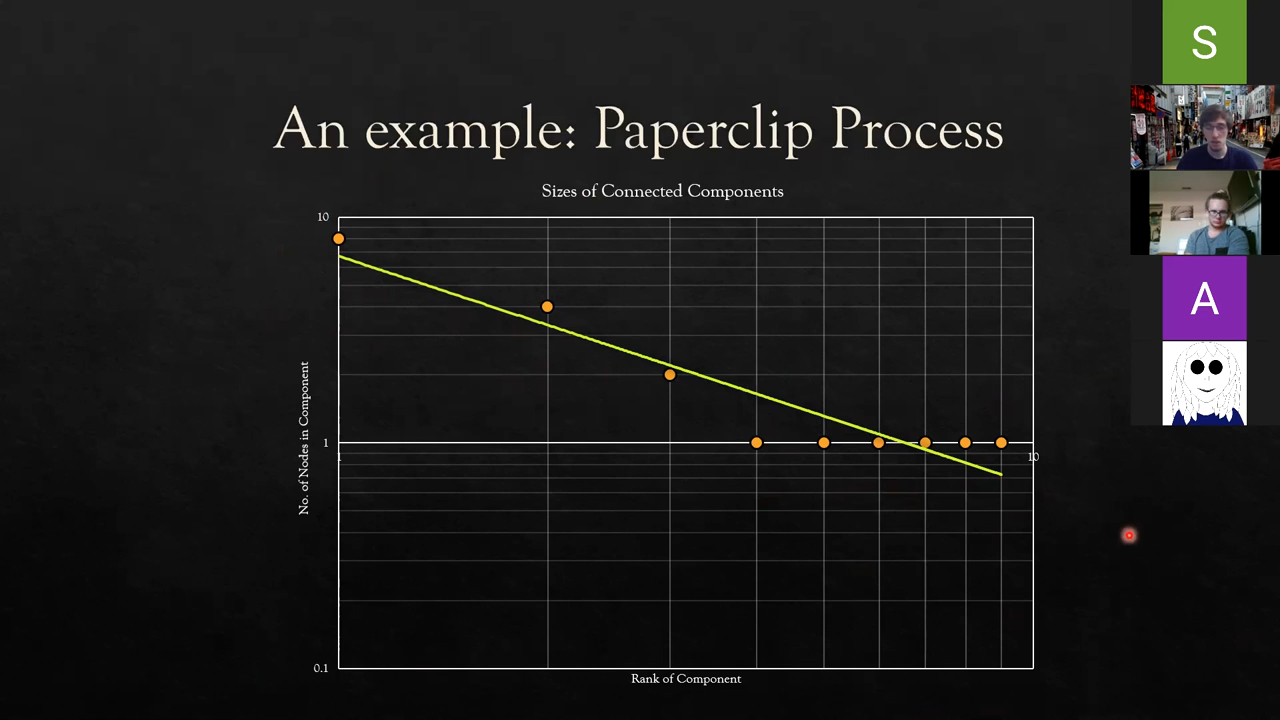 An example: Paperclip Process
Sizes of Connected Components
10
No. of Nodes in Component
1
1
10
0.1
Rank of Component
S
A